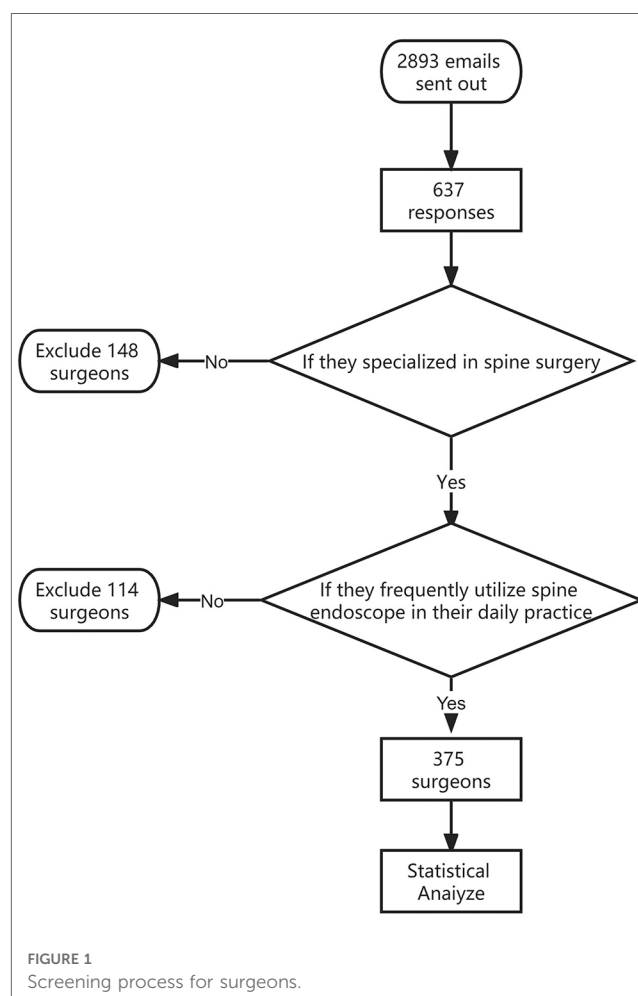 2893 emails
sent out
637
responses
If they specialized in spine surgery
No
Exclude 148
surgeons
Yes
If they frequently utilize spine
endoscope in their daily practice
No
Exclude 114
surgeons
Yes
375
surgeons
Statistical
Anaiyze
FIGURE 1
Screening process for surgeons.